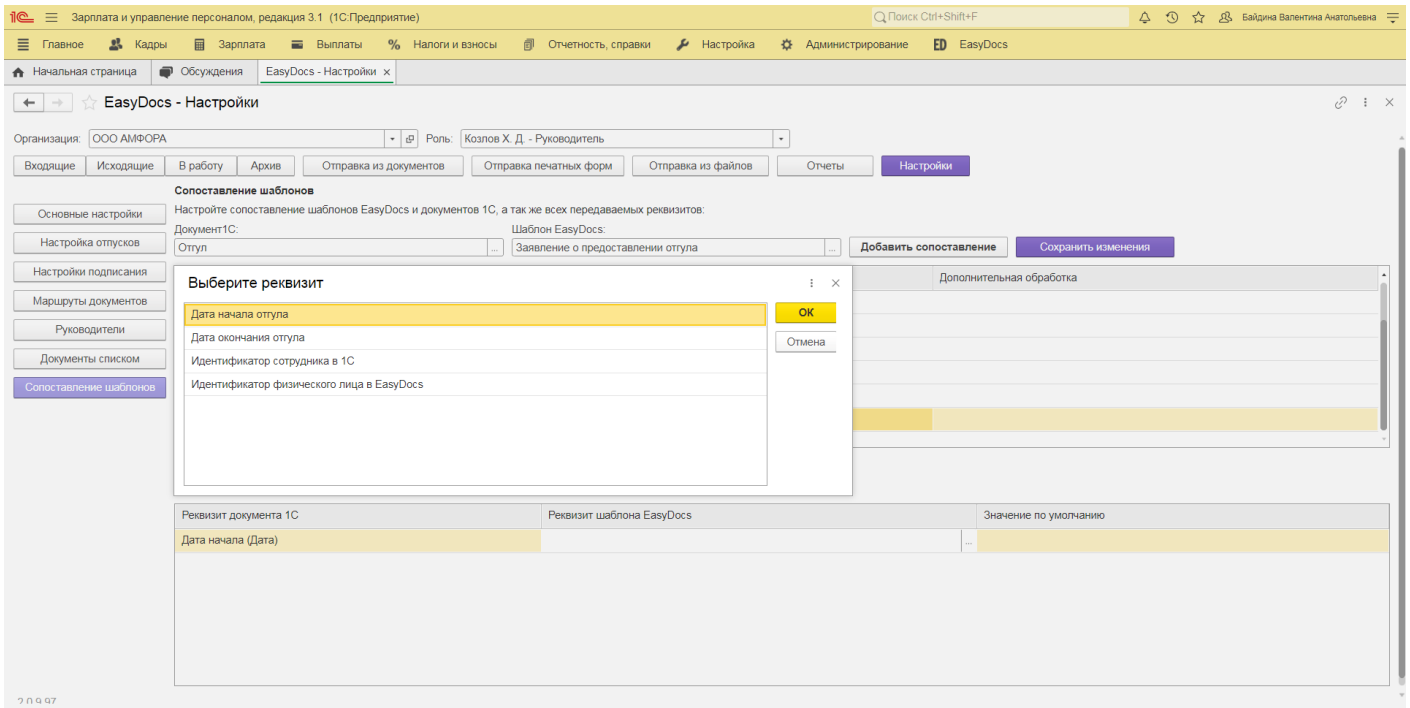 1С Зарплата и управление персоналом, редакция 3.1 (1С:Предприятие) Поиск Ctrl+Shift+F Байдина Валентина Анатольевна
Главное Кадры Зарплата Выплаты % Налоги и взносы Отчетность, справки Настройка Администрирование ED EasyDocs
Начальная страница Обсуждения EasyDocs - Настройки ×
EasyDocs - Настройки
Организация: ООО АМФОРА Роль: Козлов Х. Д. - Руководитель
Входящие Исходящие В работу Архив Отправка из документов Отправка печатных форм Отправка из файлов Отчеты Настройки
Сопоставление шаблонов
Основные настройки Настройте сопоставление шаблонов EasyDocs и документов 1С, а так же всех передаваемых реквизитов:
Документ1С: Шаблон EasyDocs:
Настройка отпусков Отгул ... Заявление о предоставлении отгула ... Добавить сопоставление Сохранить изменения
Настройки подписания Выберите реквизит Дополнительная обработка
Маршруты документов Дата начала отгула ОК
Руководители Дата окончания отгула Отмена
Документы списком Идентификатор сотрудника в 1С
Сопоставление шаблонов Идентификатор физического лица в EasyDocs
Реквизит документа 1С Реквизит шаблона EasyDocs Значение по умолчанию
Дата начала (Дата) ...
2.0.9.97